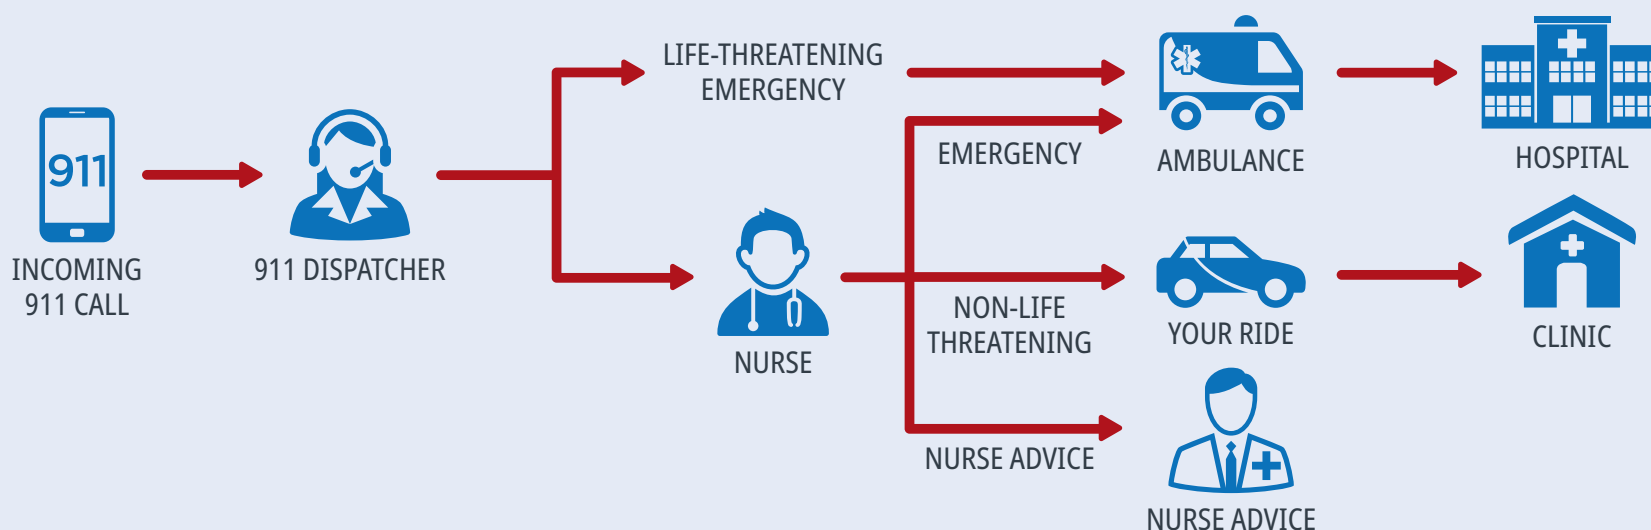 911
INCOMING
911 CALL
911 DISPATCHER
LIFE-THREATENING
EMERGENCY
NURSE
EMERGENCY
NON-LIFE
THREATENING
NURSE ADVICE
AMBULANCE
HOSPITAL
YOUR RIDE
CLINIC
NURSE ADVICE